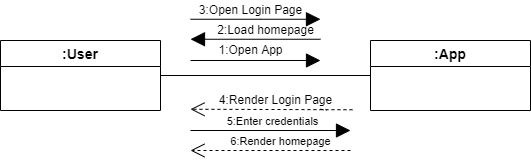 3:Open Login Page
2:Load homepage
1:Open App
:User
:App
4:Render Login Page
5:Enter credentials
6:Render homepage